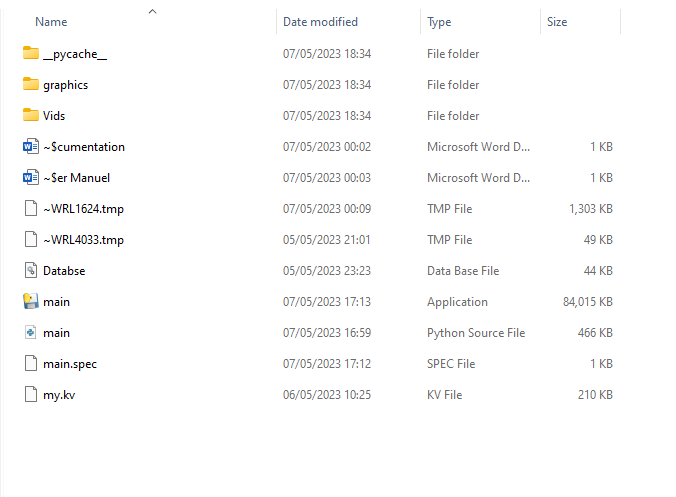 Name Date modified Type Size
__pycache__ 07/05/2023 18:34 File folder
graphics 07/05/2023 18:34 File folder
Vids 07/05/2023 18:34 File folder
~$cumentation 07/05/2023 00:02 Microsoft Word D... 1 KB
~$er Manuel 07/05/2023 00:03 Microsoft Word D... 1 KB
~WRL1624.tmp 07/05/2023 00:09 TMP File 1,303 KB
~WRL4033.tmp 05/05/2023 21:01 TMP File 49 KB
Databse 05/05/2023 23:23 Data Base File 44 KB
main 07/05/2023 17:13 Application 84,015 KB
main 07/05/2023 16:59 Python Source File 466 KB
main.spec 07/05/2023 17:12 SPEC File 1 KB
my.kv 06/05/2023 10:25 KV File 210 KB